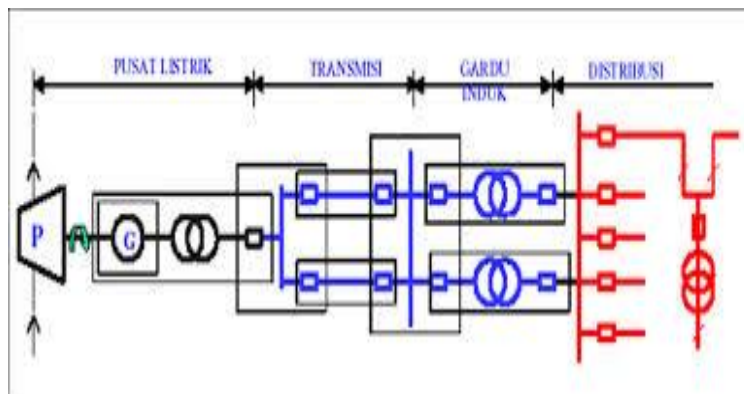 PUSAT LISTRIK
TRANSMISI
GARDU
INDUK
DISTRIBUSI
P
G